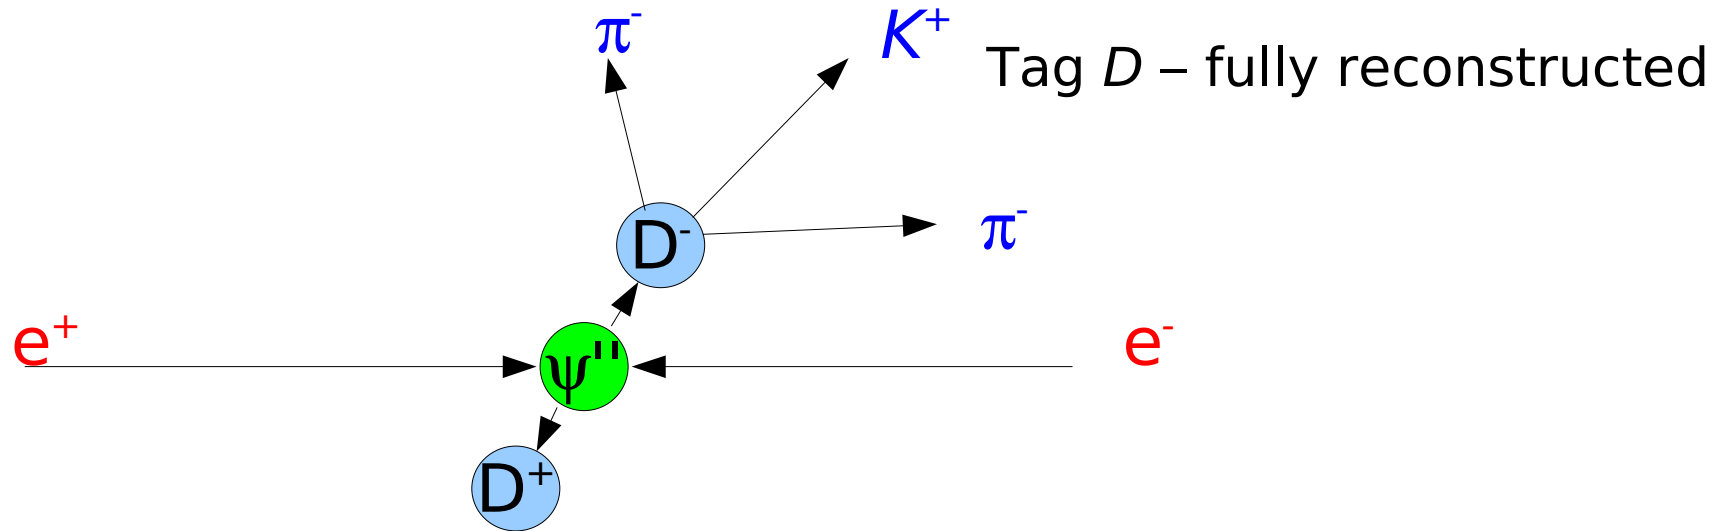 π⁻
K⁺
Tag D – fully reconstructed
D⁻
π⁻
e⁺
ψ"
e⁻
D⁺